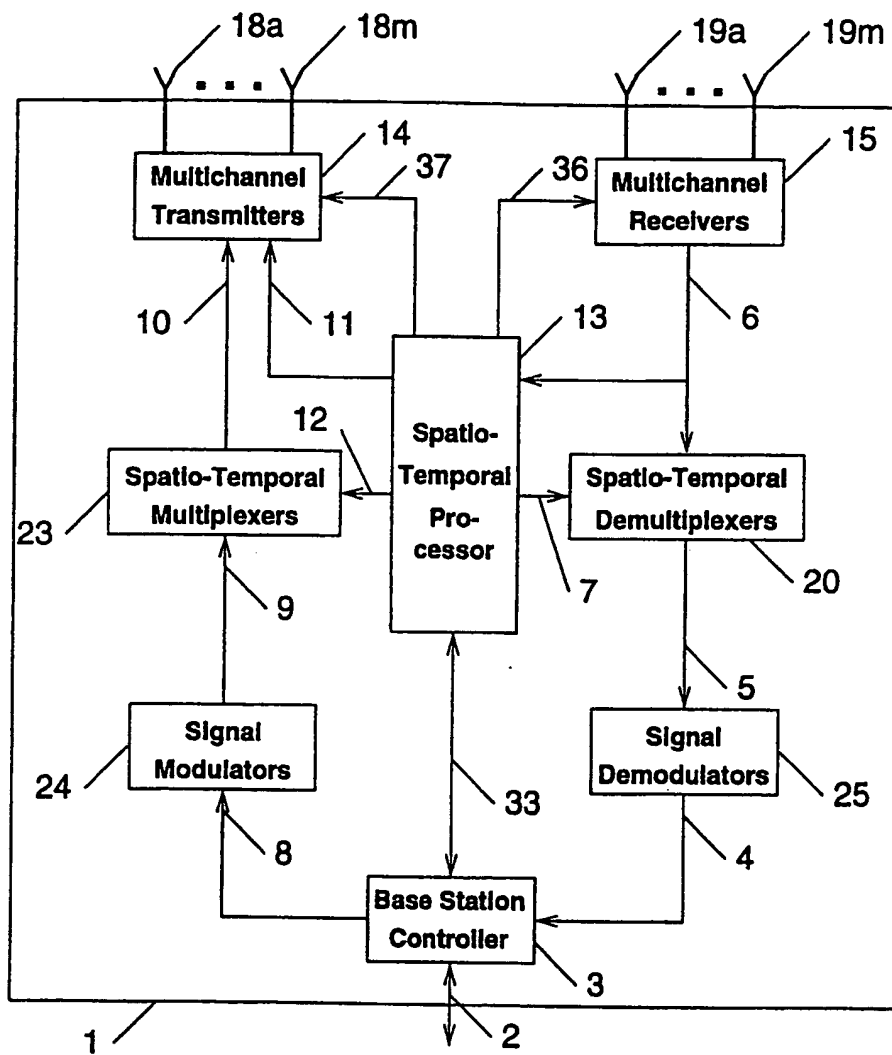 18a
18m
19a
19m
14
37
36
15
Multichannel
Transmitters
Multichannel
Receivers
10
11
13
6
12
Spatio-
Temporal
Pro-
cessor
Spatio-Temporal
Multiplexers
Spatio-Temporal
Demultiplexers
23
9
7
20
5
Signal
Modulators
Signal
Demodulators
24
8
33
4
25
Base Station
Controller
3
1
2